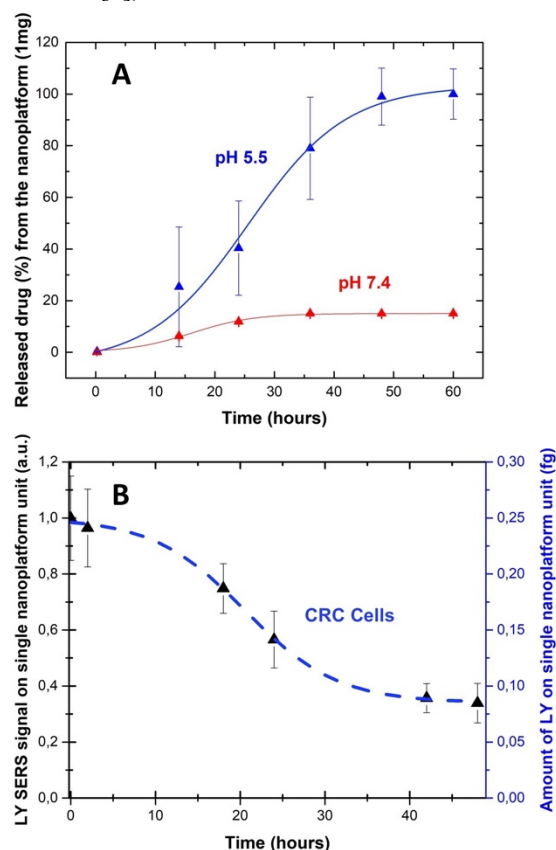 Released drug (%) from the nanoplatform (1mg)
120
100
80
60
40
20
0
A
pH 5.5
pH 7.4
0 10 20 30 40 50 60
Time (hours)
LY SERS signal on single nanoplatform unit (a.u.)
1,2
1,0
0,8
0,6
0,4
0,2
0,0
B
CRC Cells
0,30
0,25
0,20
0,15
0,10
0,05
0,00
Amount of LY on single nanoplatform unit (fg)
0 10 20 30 40
Time (hours)